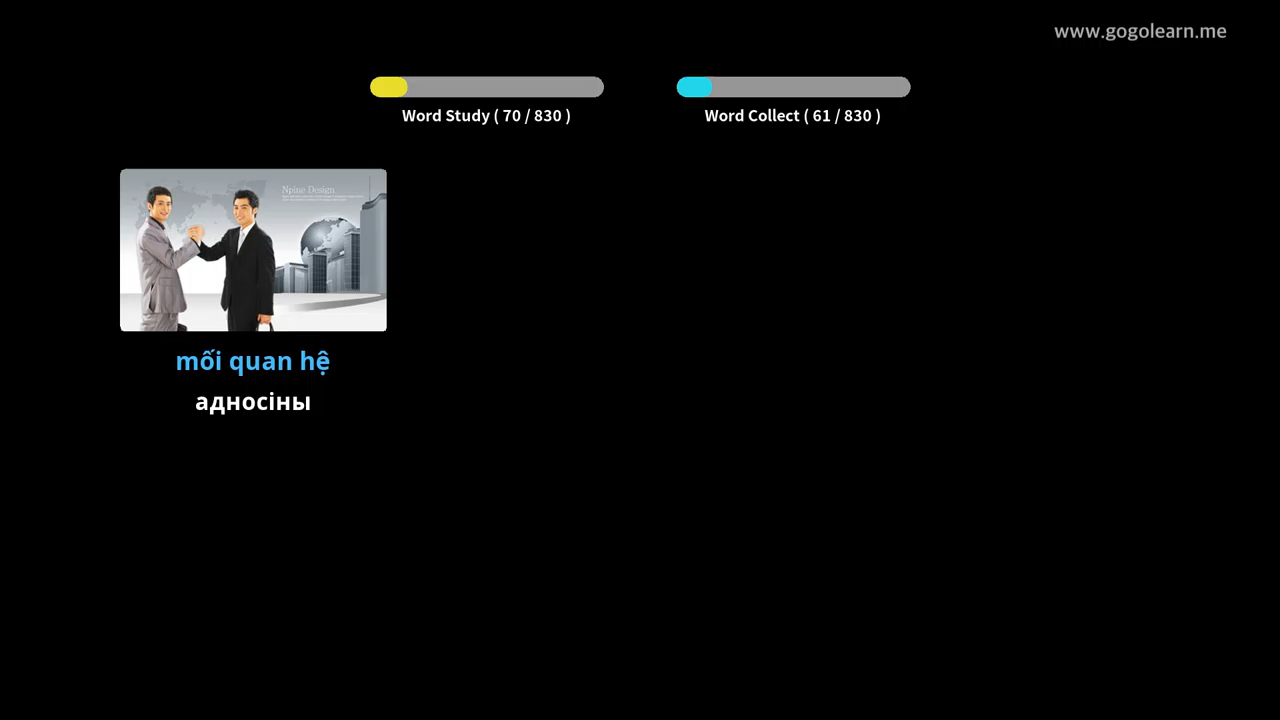 www.gogolearn.me
Word Study ( 70 / 830 )
Word Collect ( 61 / 830 )
Npine Design
mối quan hệ
адносіны